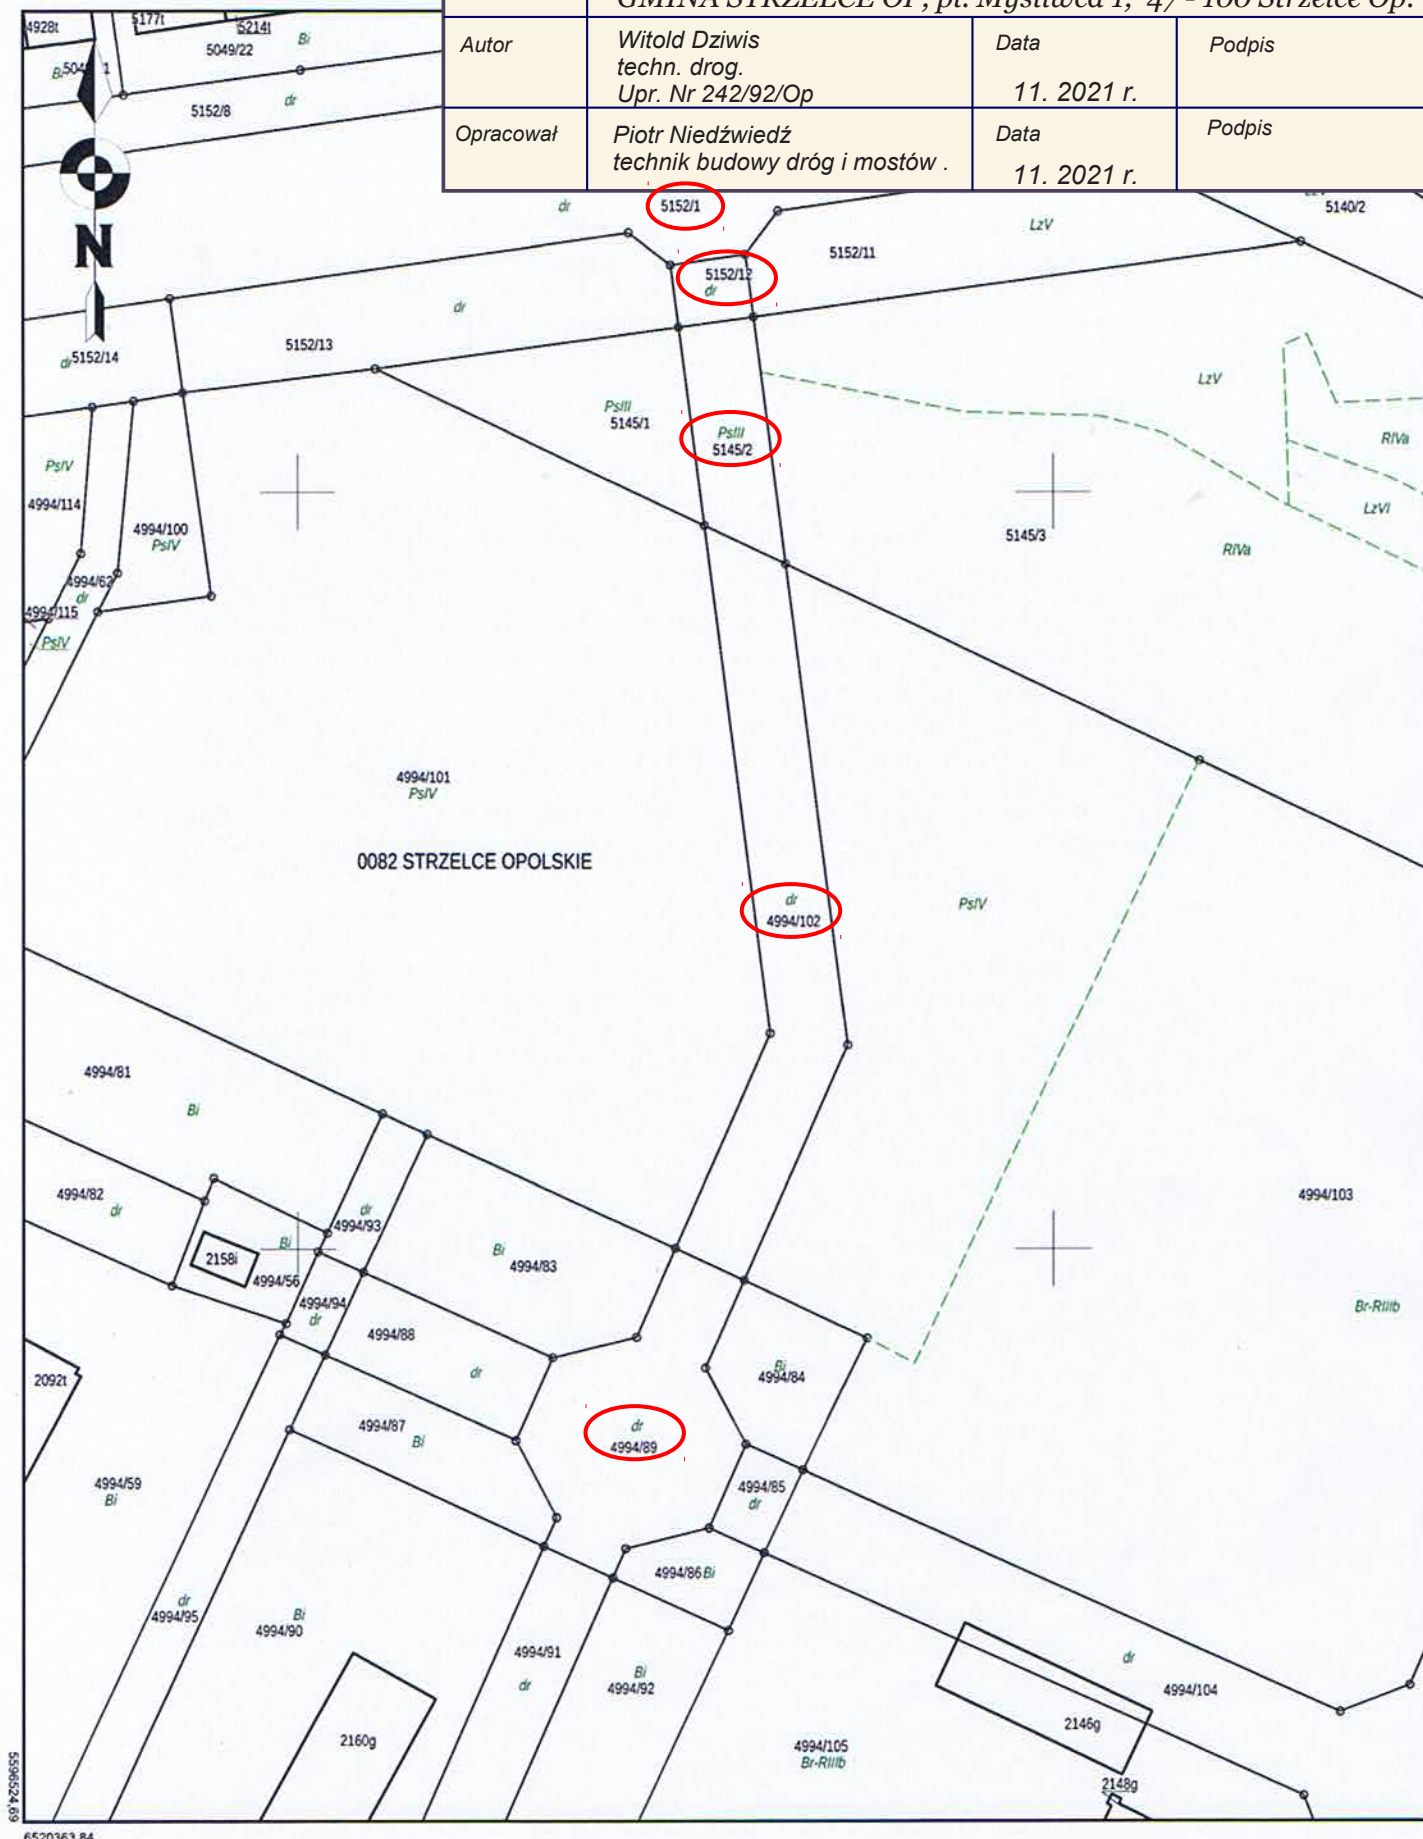 GMINA STRZELCE OP, pl. Myśliwca 1, 47 - 100 Strzelce Op.
Autor
Witold Dziwis
techn. drog.
Upr. Nr 242/92/Op
Data
11. 2021 r.
Podpis
Opracował
Piotr Niedźwiedź
technik budowy dróg i mostów .
Data
11. 2021 r.
Podpis
4928t
5177t
5214t
5049/22
Bi
Bi
5152/8
dr
N
dr
5152/1
5152/12
dr
5152/11
LzV
5140/2
dr
5152/13
dr
5152/14
PsIII
5145/1
PsIII
5145/2
LzV
RIVa
LzVI
5145/3
RIVa
PsIV
4994/114
4994/100
PsIV
4994/62
dr
4994/115
PsIV
4994/101
PsIV
0082 STRZELCE OPOLSKIE
dr
4994/102
PsIV
4994/81
Bi
4994/82
dr
dr
4994/93
Bi
2158i
4994/56
4994/94
dr
Bi
4994/83
4994/103
Br-RIIIb
4994/88
dr
2092t
4994/87
Bi
Bi
4994/84
dr
4994/89
4994/85
dr
4994/59
Bi
4994/86 Bi
dr
4994/95
Bi
4994/90
4994/91
dr
Bi
4994/92
dr
4994/104
2160g
2146g
4994/105
Br-RIIIb
2148g
5596524,69
6520363,84